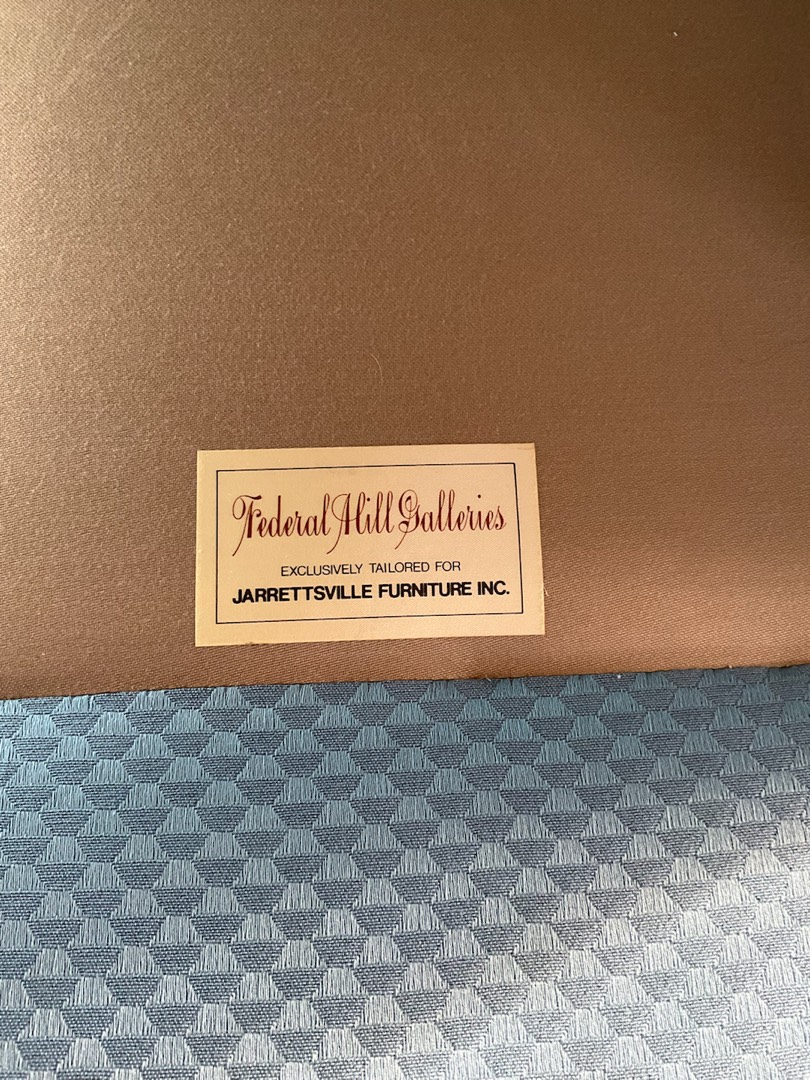 Federal Hill Galleries
EXCLUSIVELY TAILORED FOR
JARRETTSVILLE FURNITURE INC.